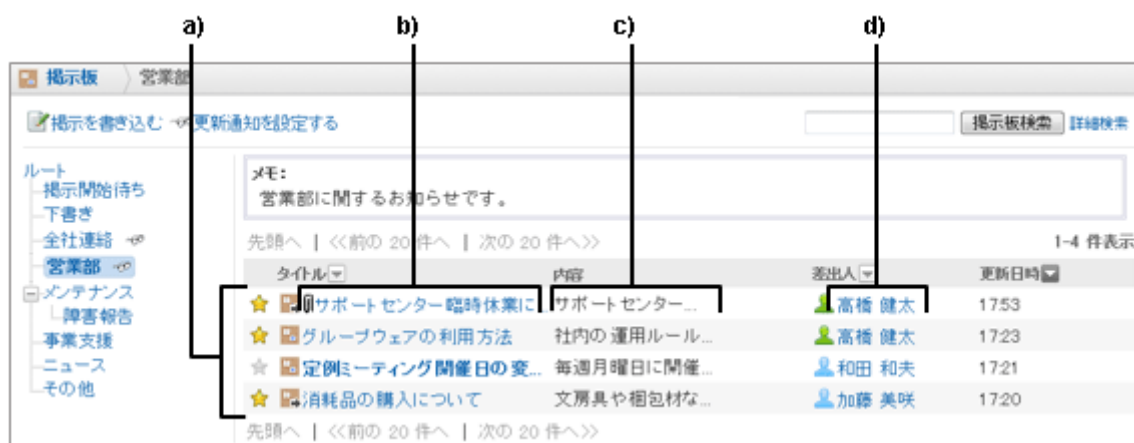 a) b) c) d)
掲示板 営業部
掲示を書き込む 更新通知を設定する 掲示板検索 詳細検索
ルート
掲示開始待ち
下書き
全社連絡
営業部
メンテナンス
障害報告
事業支援
ニュース
その他
メモ:
営業部に関するお知らせです。
先頭へ | <<前の 20 件へ | 次の 20 件へ>> 1-4 件表示
タイトル 内容 差出人 更新日時
サポートセンター臨時休業に サポートセンター... 高橋 健太 17:53
グループウェアの利用方法 社内の運用ルール... 高橋 健太 17:23
定例ミーティング開催日の変... 毎週月曜日に開催... 和田 和夫 17:21
消耗品の購入について 文房具や梱包材な... 加藤 美咲 17:20
先頭へ | <<前の 20 件へ | 次の 20 件へ>>